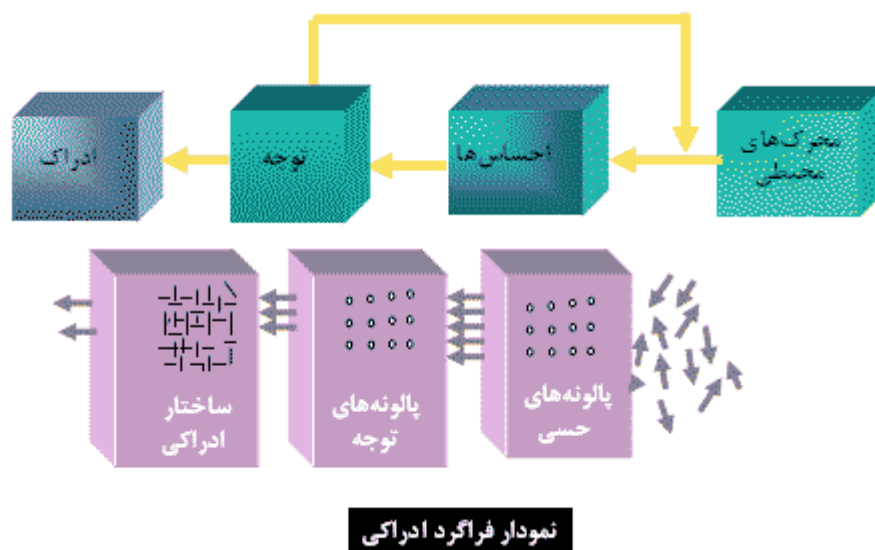 محرک‌های
محیطی
احساس‌ها
توجه
ادراک
پالونه‌های
حسی
پالونه‌های
توجه
ساختار
ادراکی
نمودار فراگرد ادراکی